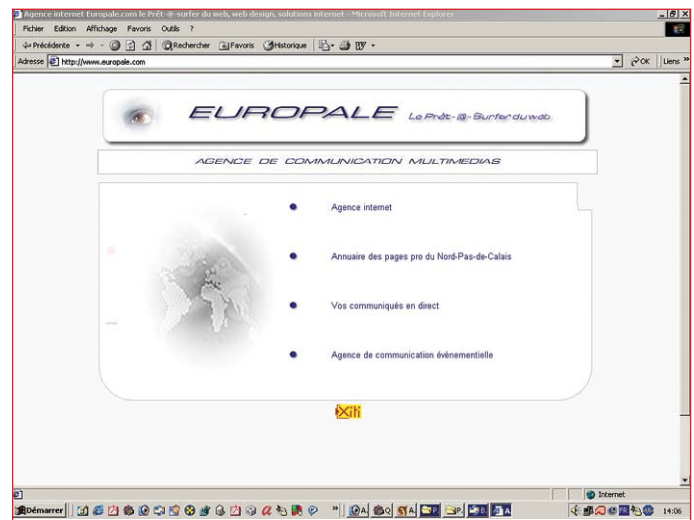 Agence internet Europale.com le Prêt-@-surfer du web, web design, solutions internet - Microsoft Internet Explorer
Fichier Edition Affichage Favoris Outils ?
Précédente Rechercher Favoris Historique
Adresse http://www.europale.com OK Liens »
EUROPALE Le Prêt-@-Surfer du web
AGENCE DE COMMUNICATION MULTIMEDIAS
Agence internet
Annuaire des pages pro du Nord-Pas-de-Calais
Vos communiqués en direct
Agence de communication évènementielle
Xiti
Internet
Démarrer 14:06